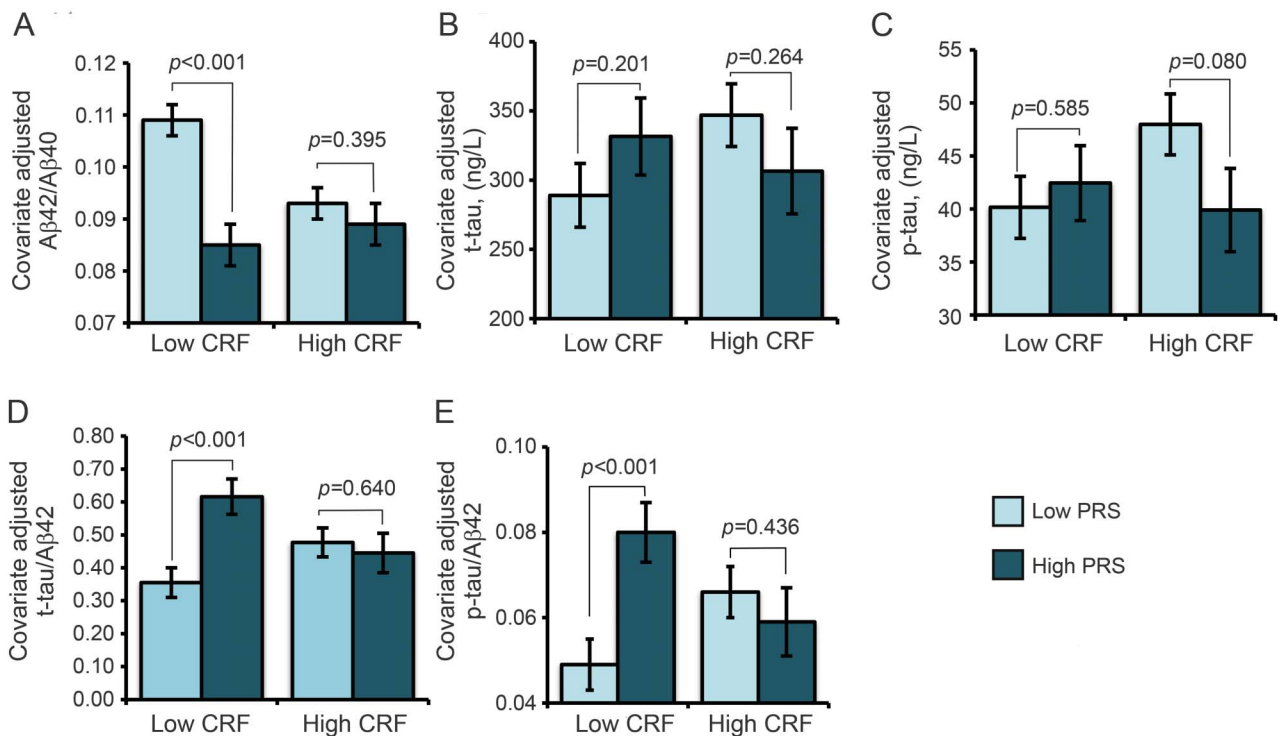 A
Covariate adjusted
Aβ42/Aβ40
0.12
0.11
0.10
0.09
0.08
0.07
p<0.001
p=0.395
Low CRF
High CRF
B
Covariate adjusted
t-tau, (ng/L)
400
350
300
250
200
p=0.201
p=0.264
Low CRF
High CRF
C
Covariate adjusted
p-tau, (ng/L)
55
50
45
40
35
30
p=0.585
p=0.080
Low CRF
High CRF
D
Covariate adjusted
t-tau/Aβ42
0.80
0.70
0.60
0.50
0.40
0.30
0.20
0.10
0.00
p<0.001
p=0.640
Low CRF
High CRF
E
Covariate adjusted
p-tau/Aβ42
0.10
0.08
0.06
0.04
p<0.001
p=0.436
Low CRF
High CRF
Low PRS
High PRS